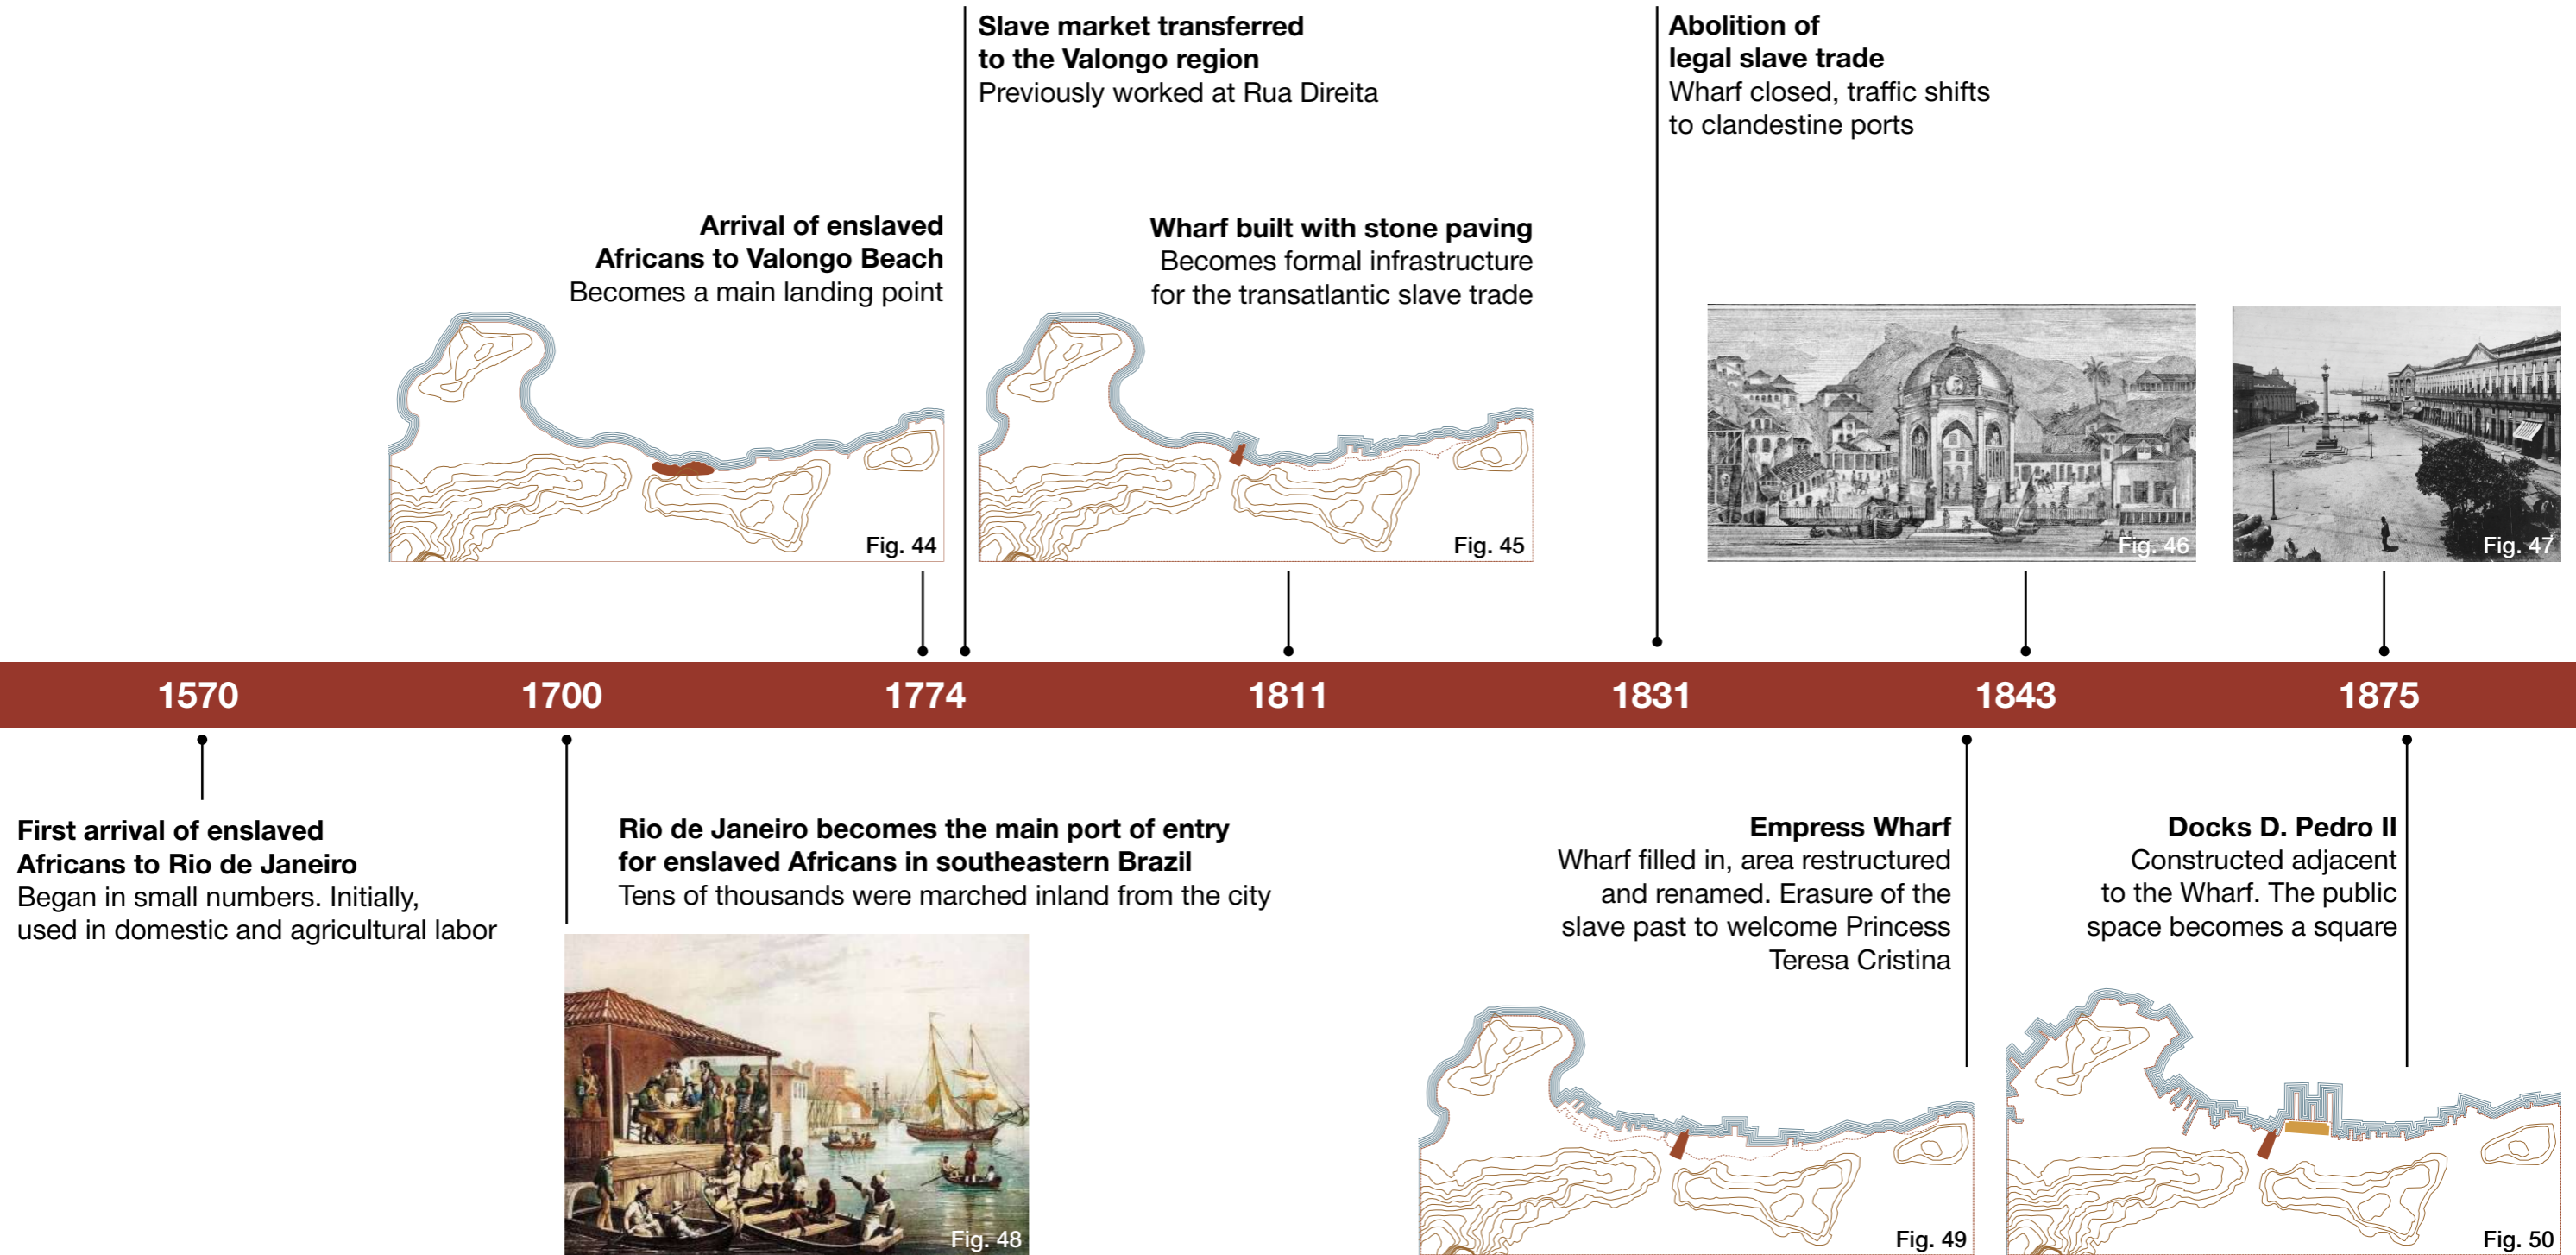 Slave market transferred
to the Valongo region
Previously worked at Rua Direita
Abolition of
legal slave trade
Wharf closed, traffic shifts
to clandestine ports
Arrival of enslaved
Africans to Valongo Beach
Becomes a main landing point
Wharf built with stone paving
Becomes formal infrastructure
for the transatlantic slave trade
Fig. 44
Fig. 45
Fig. 46
Fig. 47
1570
1700
1774
1811
1831
1843
1875
First arrival of enslaved
Africans to Rio de Janeiro
Began in small numbers. Initially,
used in domestic and agricultural labor
Rio de Janeiro becomes the main port of entry
for enslaved Africans in southeastern Brazil
Tens of thousands were marched inland from the city
Empress Wharf
Wharf filled in, area restructured
and renamed. Erasure of the
slave past to welcome Princess
Teresa Cristina
Docks D. Pedro II
Constructed adjacent
to the Wharf. The public
space becomes a square
Fig. 48
Fig. 49
Fig. 50